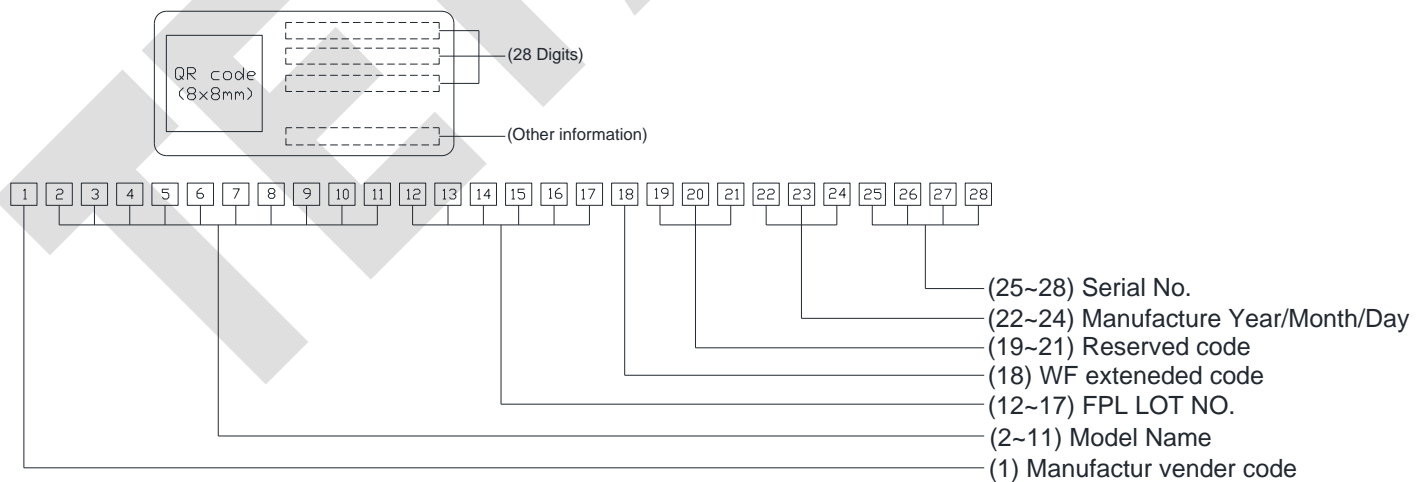 QR code
(8x8mm)
(28 Digits)
(Other information)
1 2 3 4 5 6 7 8 9 10 11 12 13 14 15 16 17 18 19 20 21 22 23 24 25 26 27 28
(25~28) Serial No.
(22~24) Manufacture Year/Month/Day
(19~21) Reserved code
(18) WF exteneded code
(12~17) FPL LOT NO.
(2~11) Model Name
(1) Manufactur vender code